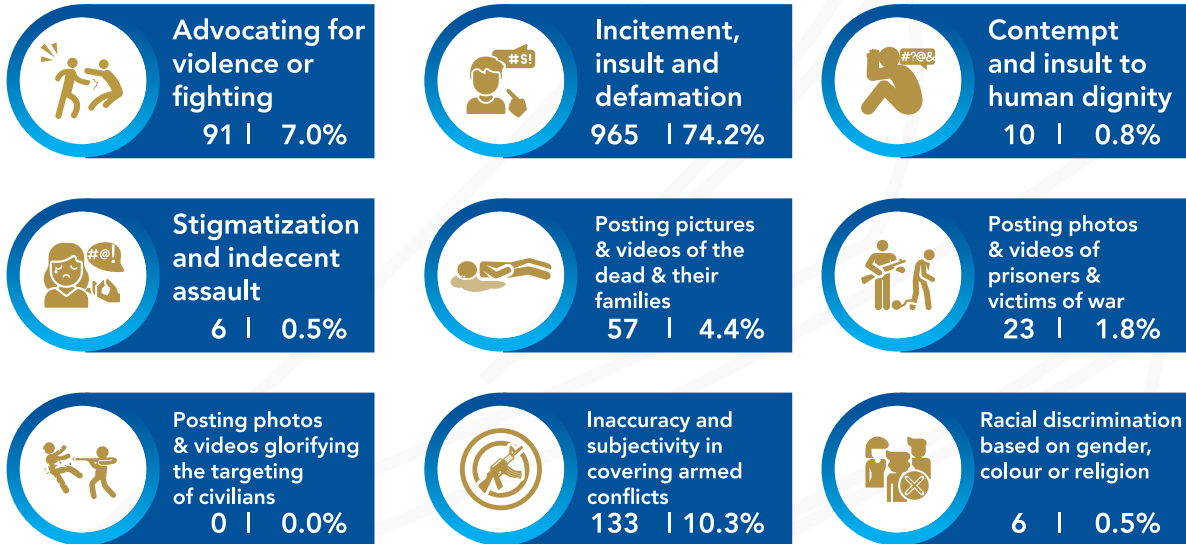 Advocating for
violence or
fighting
91 | 7.0%
#$!
Incitement,
insult and
defamation
965 | 74.2%
#?@&
Contempt
and insult to
human dignity
10 | 0.8%
#@!
Stigmatization
and indecent
assault
6 | 0.5%
Posting pictures
& videos of the
dead & their
families
57 | 4.4%
Posting photos
& videos of
prisoners &
victims of war
23 | 1.8%
Posting photos
& videos glorifying
the targeting
of civilians
0 | 0.0%
Inaccuracy and
subjectivity in
covering armed
conflicts
133 | 10.3%
Racial discrimination
based on gender,
colour or religion
6 | 0.5%